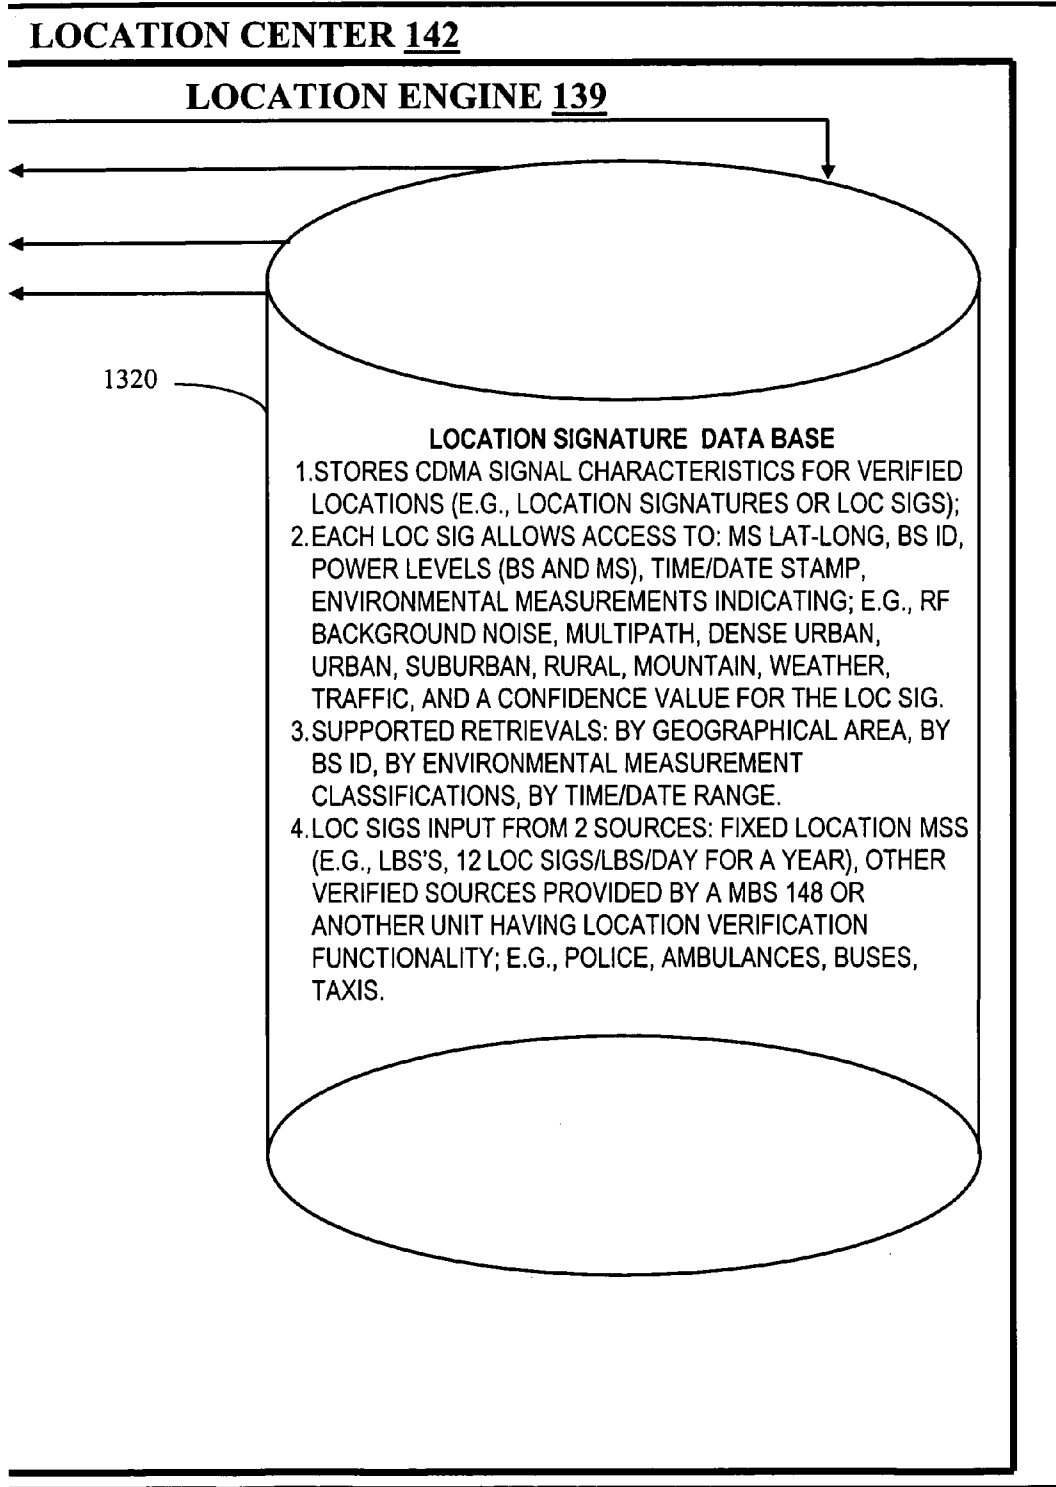 LOCATION CENTER 142
LOCATION ENGINE 139
1320
LOCATION SIGNATURE DATA BASE
1.STORES CDMA SIGNAL CHARACTERISTICS FOR VERIFIED
LOCATIONS (E.G., LOCATION SIGNATURES OR LOC SIGS);
2.EACH LOC SIG ALLOWS ACCESS TO: MS LAT-LONG, BS ID,
POWER LEVELS (BS AND MS), TIME/DATE STAMP,
ENVIRONMENTAL MEASUREMENTS INDICATING; E.G., RF
BACKGROUND NOISE, MULTIPATH, DENSE URBAN,
URBAN, SUBURBAN, RURAL, MOUNTAIN, WEATHER,
TRAFFIC, AND A CONFIDENCE VALUE FOR THE LOC SIG.
3.SUPPORTED RETRIEVALS: BY GEOGRAPHICAL AREA, BY
BS ID, BY ENVIRONMENTAL MEASUREMENT
CLASSIFICATIONS, BY TIME/DATE RANGE.
4.LOC SIGS INPUT FROM 2 SOURCES: FIXED LOCATION MSS
(E.G., LBS'S, 12 LOC SIGS/LBS/DAY FOR A YEAR), OTHER
VERIFIED SOURCES PROVIDED BY A MBS 148 OR
ANOTHER UNIT HAVING LOCATION VERIFICATION
FUNCTIONALITY; E.G., POLICE, AMBULANCES, BUSES,
TAXIS.